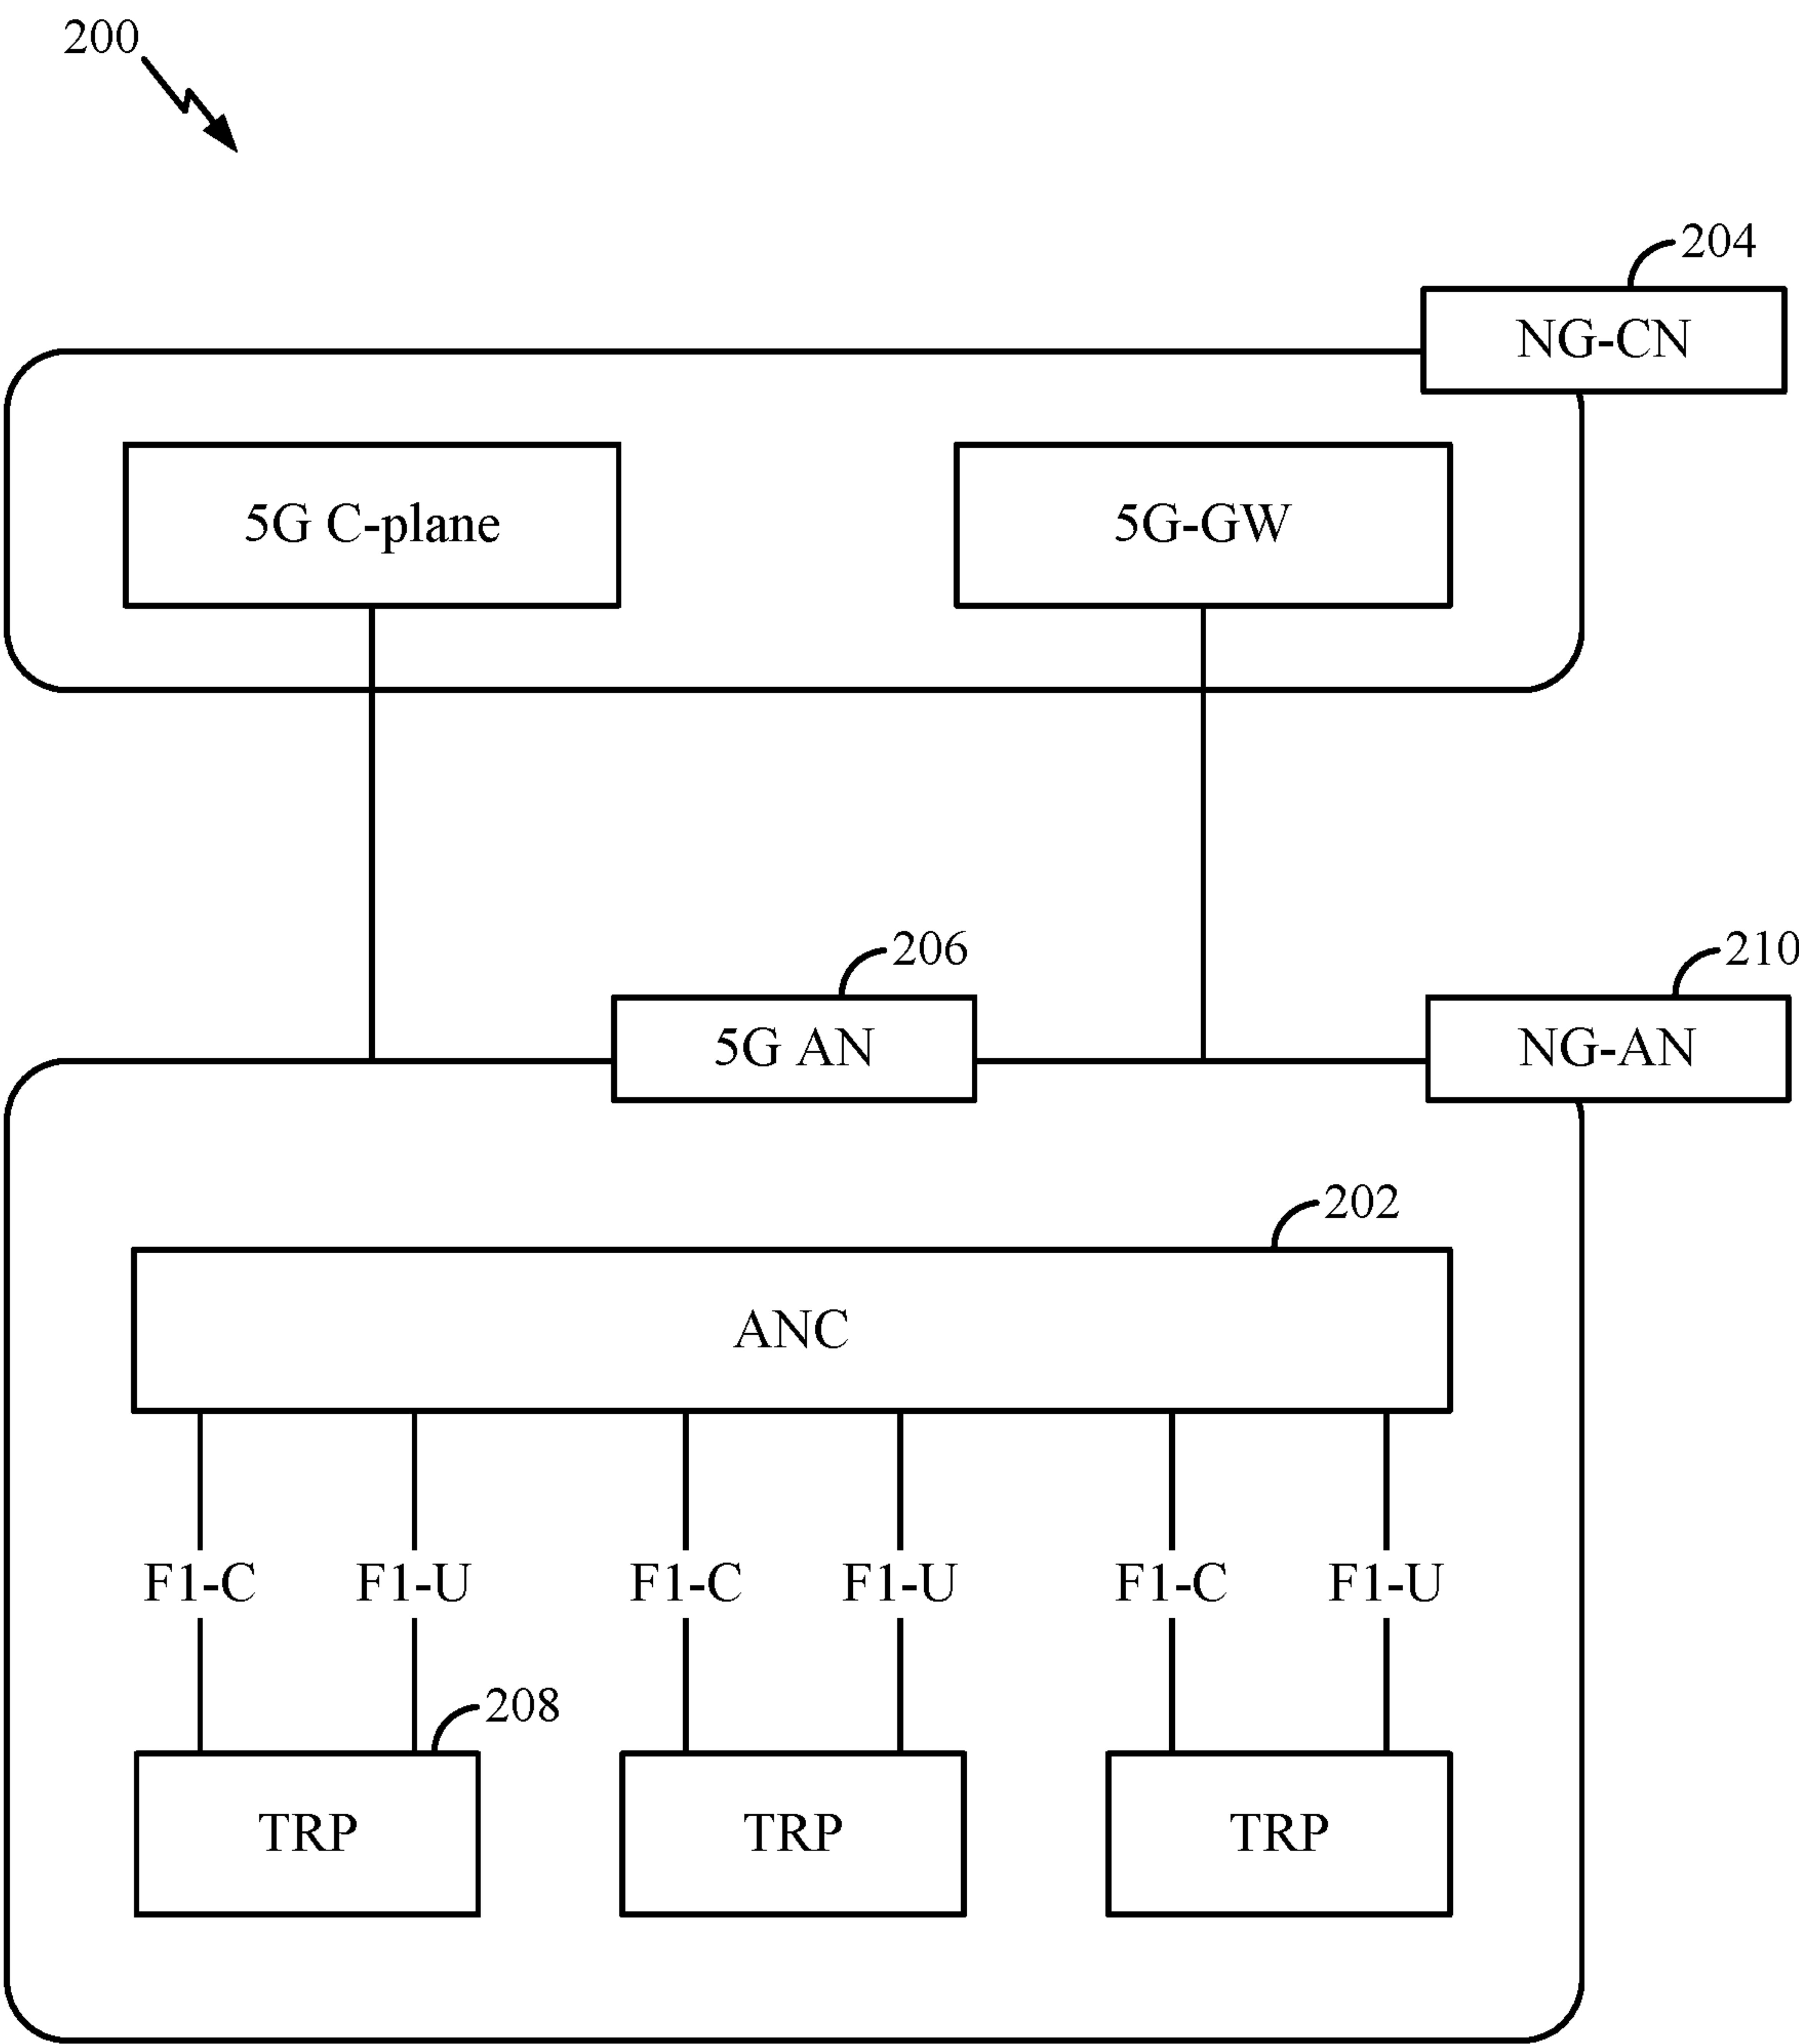 200
204
NG-CN
5G C-plane
5G-GW
206
210
5G AN
NG-AN
202
ANC
F1-C
F1-U
F1-C
F1-U
F1-C
F1-U
208
TRP
TRP
TRP